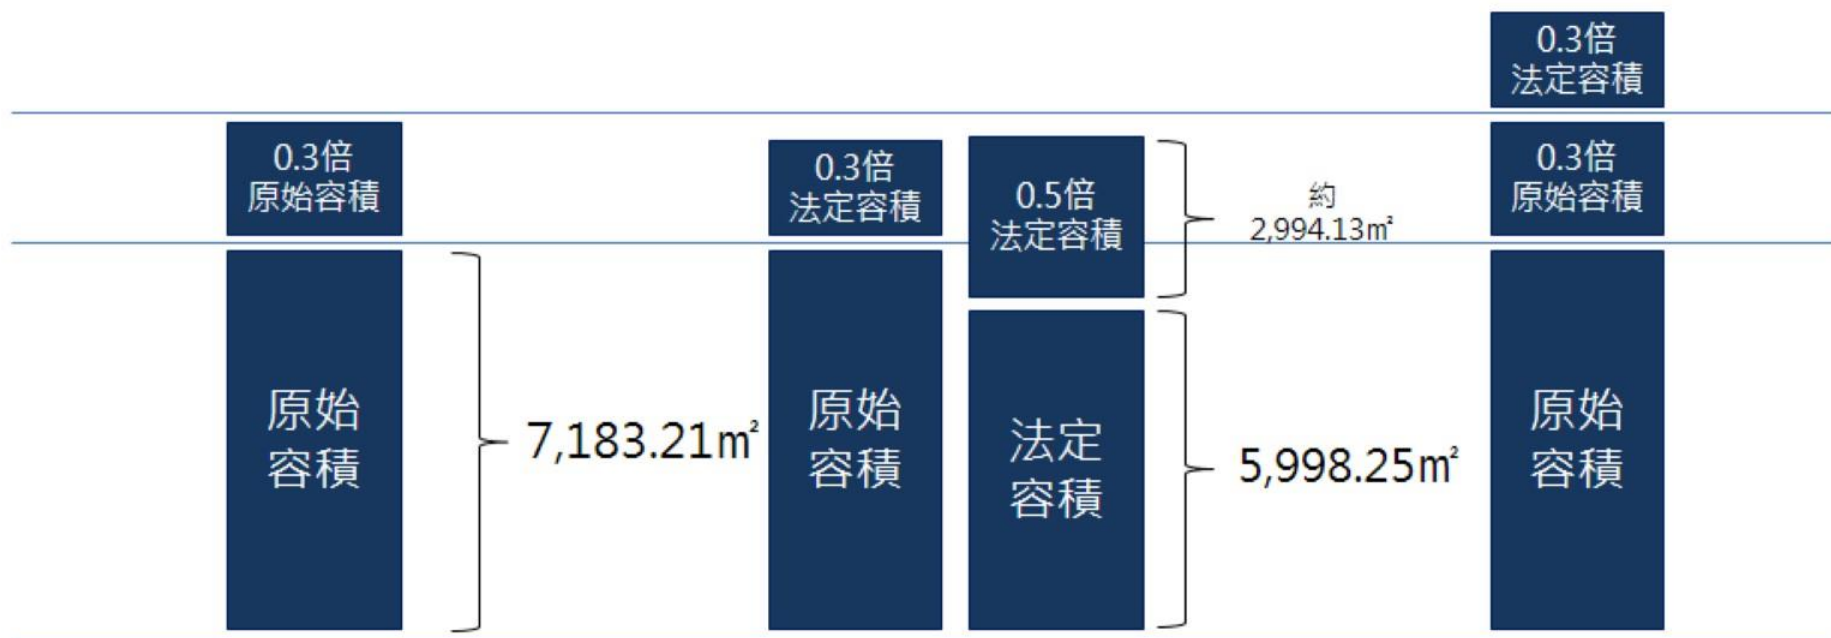 0.3倍
原始容積
原始
容積
7,183.21㎡
0.3倍
法定容積
原始
容積
0.5倍
法定容積
約
2,994.13㎡
法定
容積
5,998.25㎡
0.3倍
法定容積
0.3倍
原始容積
原始
容積